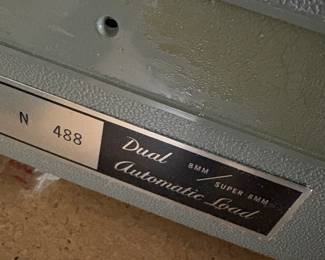 N 488
Dual 8MM / SUPER 8MM
Automatic Load